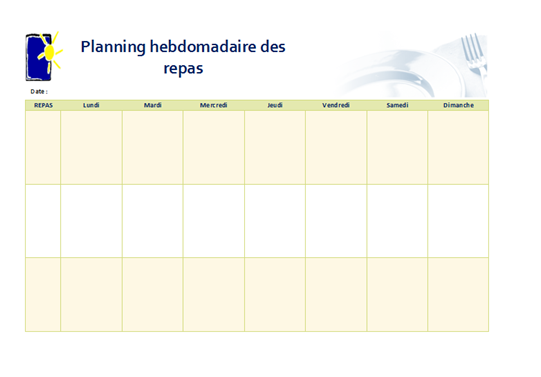 Planning hebdomadaire des
repas
Date :
REPAS Lundi Mardi Mercredi Jeudi Vendredi Samedi Dimanche